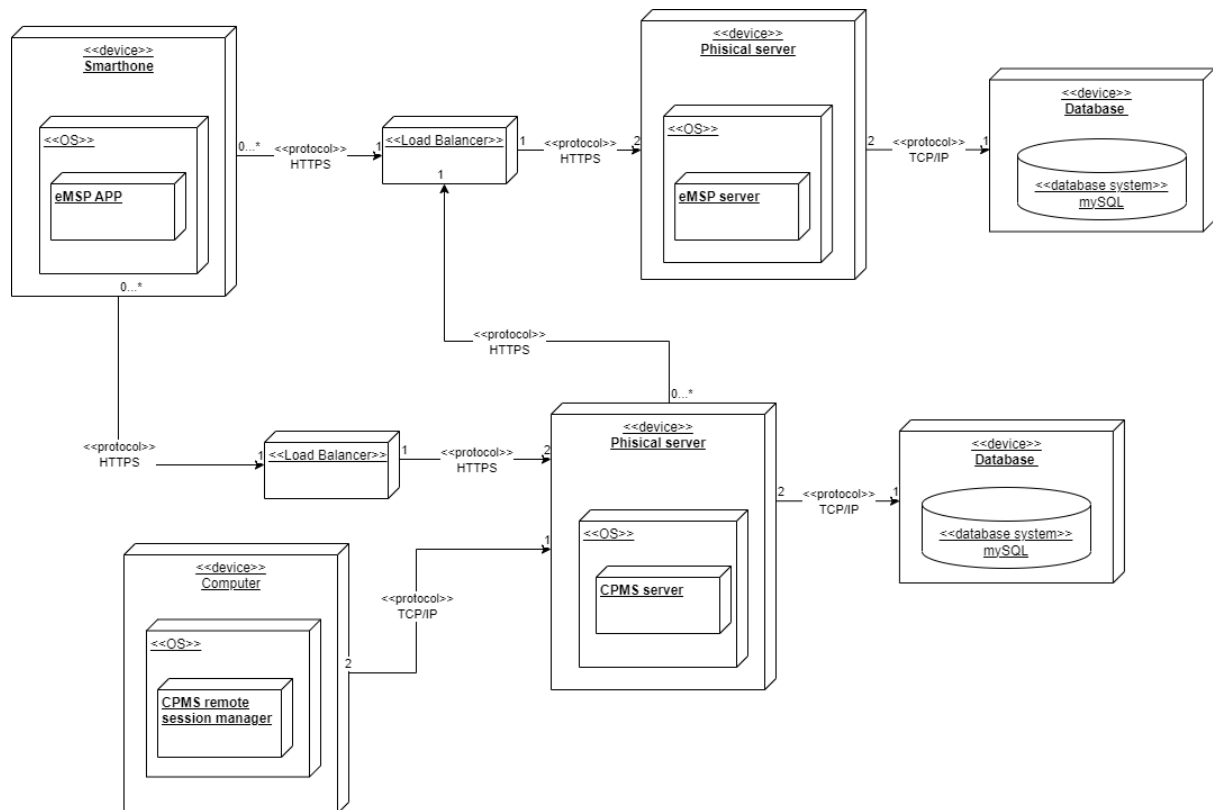 <<device>>
Smarthone
<<OS>>
eMSP APP
0...*
<<protocol>>
HTTPS
1
<<Load Balancer>>
1
1
<<protocol>>
HTTPS
2
<<device>>
Phisical server
<<OS>>
eMSP server
2
<<protocol>>
TCP/IP
1
<<device>>
Database
<<database system>>
mySQL
0...*
<<protocol>>
HTTPS
0...*
<<protocol>>
HTTPS
1
<<Load Balancer>>
1
<<protocol>>
HTTPS
2
<<device>>
Phisical server
<<OS>>
CPMS server
2
<<protocol>>
TCP/IP
1
<<device>>
Database
<<database system>>
mySQL
<<device>>
Computer
<<OS>>
CPMS remote
session manager
2
<<protocol>>
TCP/IP
1